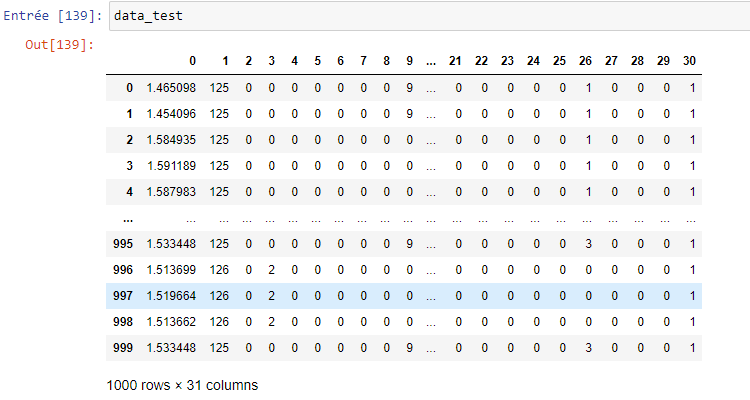 Entrée [139]: data_test
Out[139]:
0 1 2 3 4 5 6 7 8 9 ... 21 22 23 24 25 26 27 28 29 30
0 1.465098 125 0 0 0 0 0 0 0 9 ... 0 0 0 0 0 1 0 0 0 1
1 1.454096 125 0 0 0 0 0 0 0 9 ... 0 0 0 0 0 1 0 0 0 1
2 1.584935 125 0 0 0 0 0 0 0 0 ... 0 0 0 0 0 1 0 0 0 1
3 1.591189 125 0 0 0 0 0 0 0 0 ... 0 0 0 0 0 1 0 0 0 1
4 1.587983 125 0 0 0 0 0 0 0 0 ... 0 0 0 0 0 1 0 0 0 1
... ... ... ... ... ... ... ... ... ... ... ... ... ... ... ... ... ... ... ... ... ...
995 1.533448 125 0 0 0 0 0 0 0 9 ... 0 0 0 0 0 3 0 0 0 1
996 1.513699 126 0 2 0 0 0 0 0 0 ... 0 0 0 0 0 0 0 0 0 1
997 1.519664 126 0 2 0 0 0 0 0 0 ... 0 0 0 0 0 0 0 0 0 1
998 1.513662 126 0 2 0 0 0 0 0 0 ... 0 0 0 0 0 0 0 0 0 1
999 1.533448 125 0 0 0 0 0 0 0 9 ... 0 0 0 0 0 3 0 0 0 1
1000 rows × 31 columns